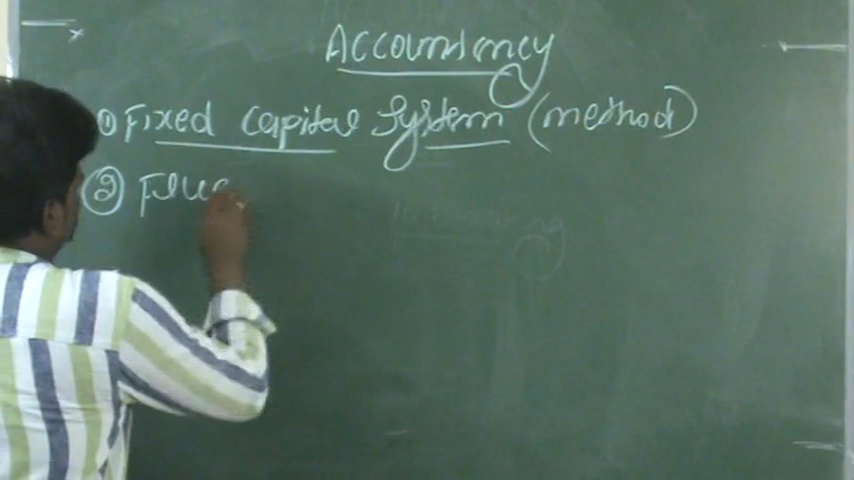 Accountancy
① Fixed capital System (method)
② Fluc